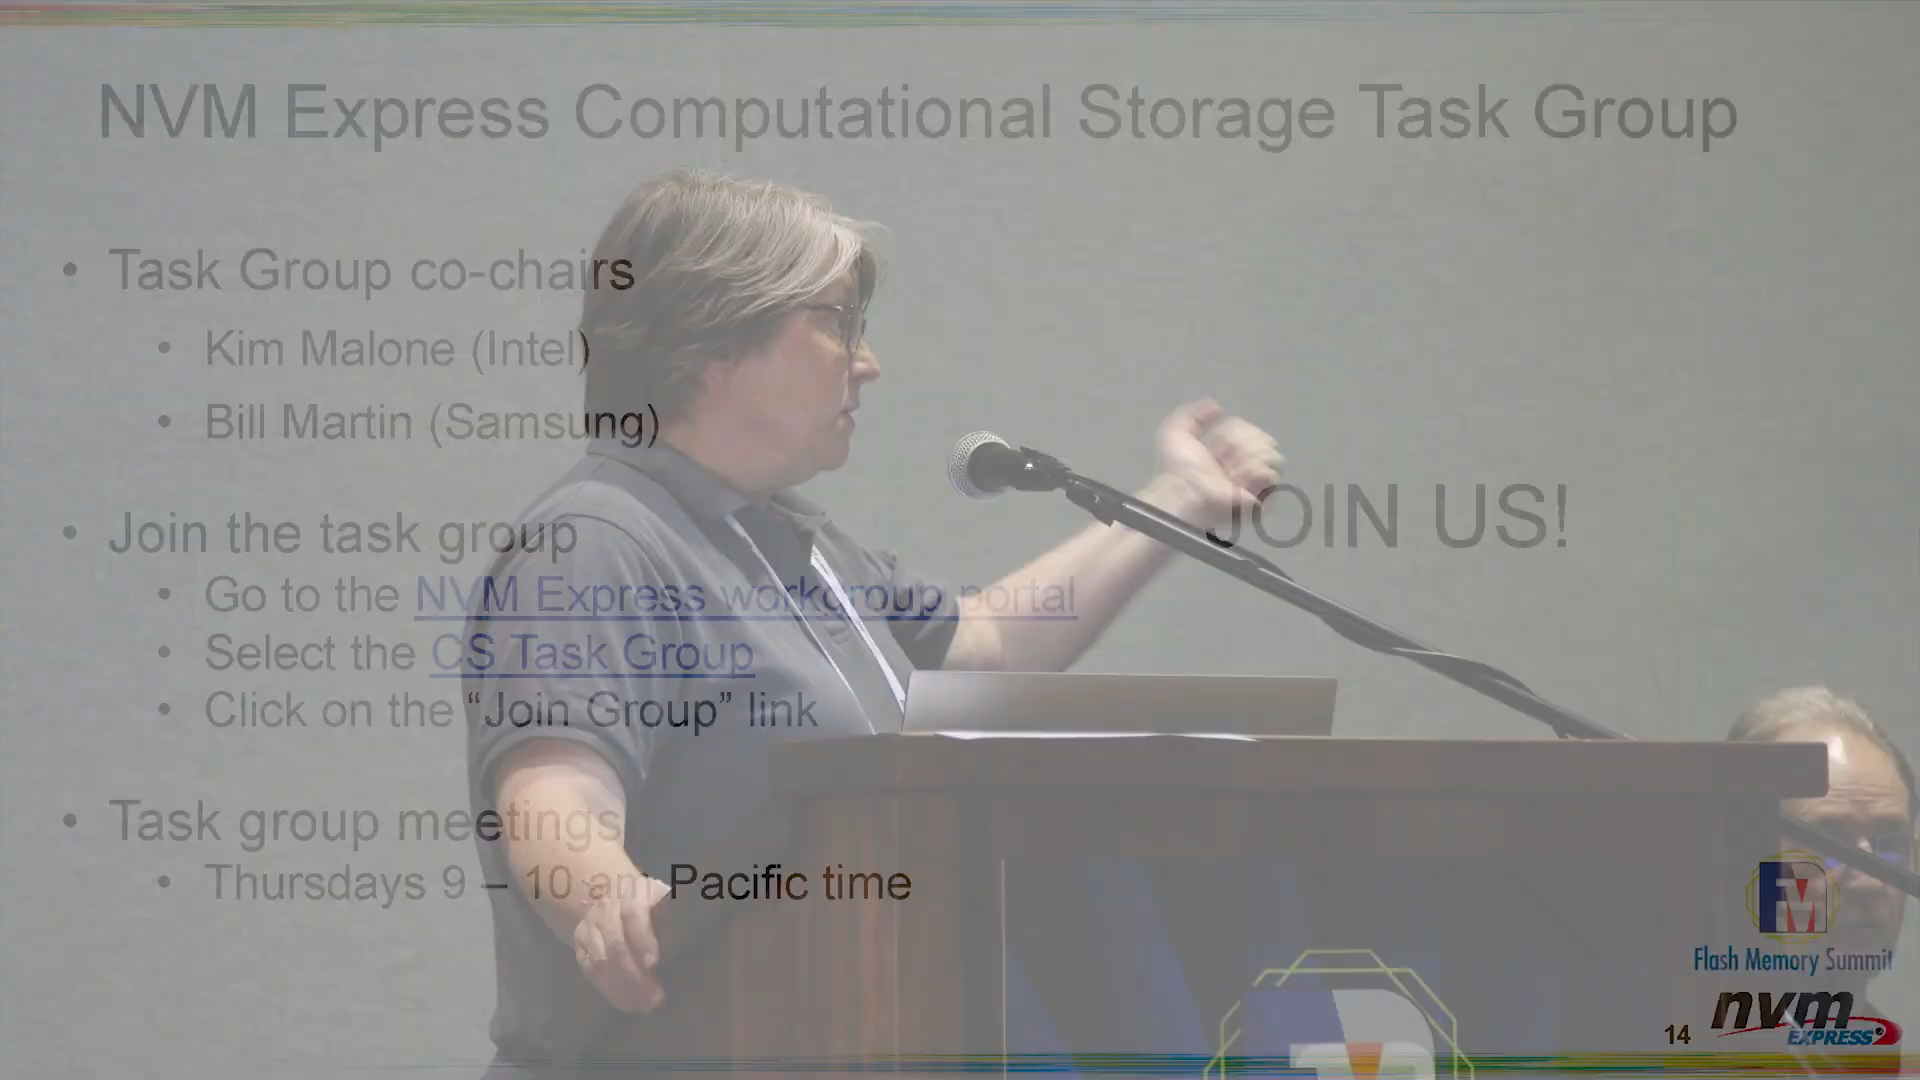 NVM Express Computational Storage Task Group
• Task Group co-chairs
• Kim Malone (Intel)
• Bill Martin (Samsung)
JOIN US!
• Join the task group
• Go to the NVM Express workgroup portal
• Select the CS Task Group
• Click on the “Join Group” link
• Task group meetings
• Thursdays 9 – 10 am Pacific time
FM
Flash Memory Summit
nvm
EXPRESS
14